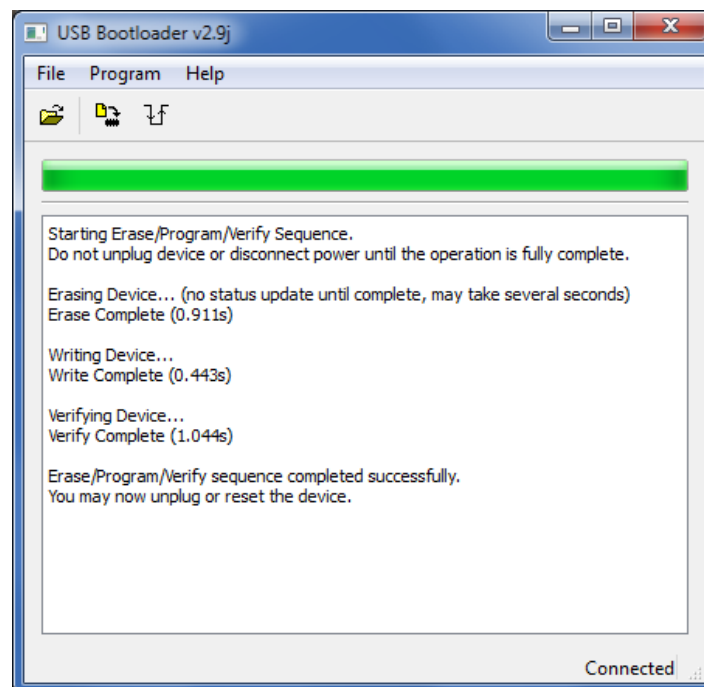 USB Bootloader v2.9j
File Program Help
Starting Erase/Program/Verify Sequence.
Do not unplug device or disconnect power until the operation is fully complete.
Erasing Device... (no status update until complete, may take several seconds)
Erase Complete (0.911s)
Writing Device...
Write Complete (0.443s)
Verifying Device...
Verify Complete (1.044s)
Erase/Program/Verify sequence completed successfully.
You may now unplug or reset the device.
Connected